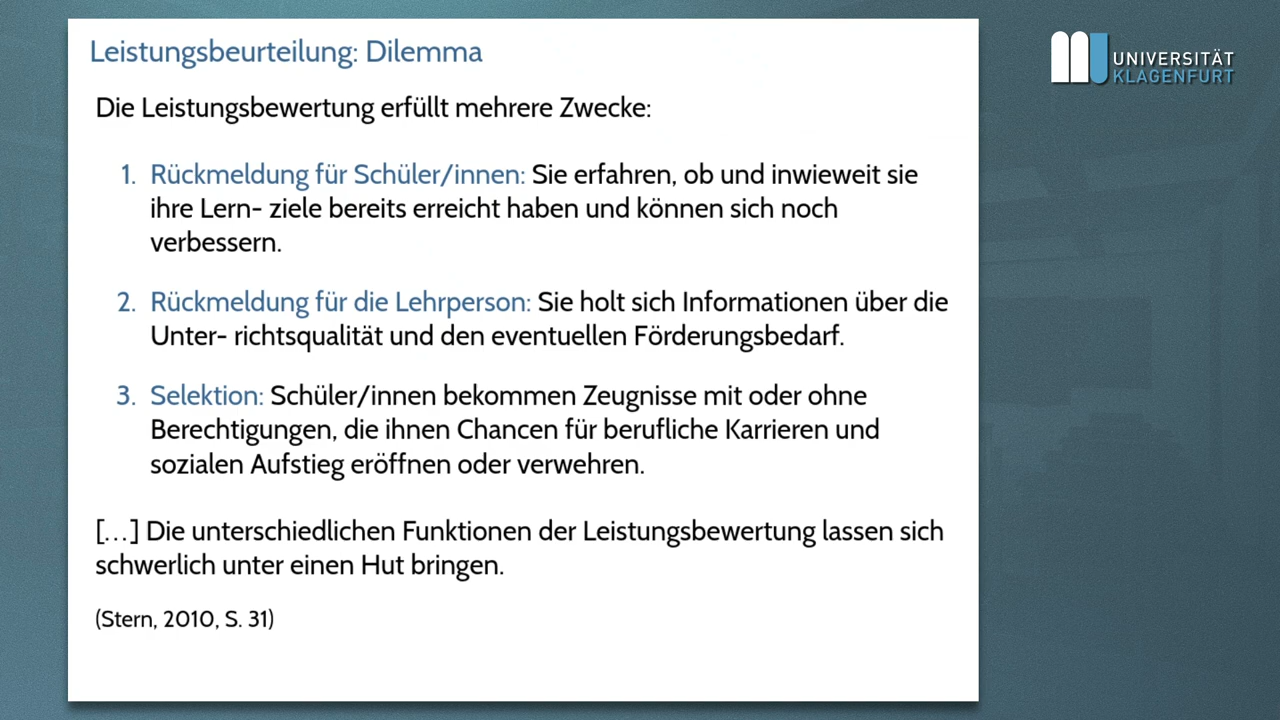 Leistungsbeurteilung: Dilemma
UNIVERSITÄT
KLAGENFURT
Die Leistungsbewertung erfüllt mehrere Zwecke:
1. Rückmeldung für Schüler/innen: Sie erfahren, ob und inwieweit sie
ihre Lern- ziele bereits erreicht haben und können sich noch
verbessern.
2. Rückmeldung für die Lehrperson: Sie holt sich Informationen über die
Unter- richtsqualität und den eventuellen Förderungsbedarf.
3. Selektion: Schüler/innen bekommen Zeugnisse mit oder ohne
Berechtigungen, die ihnen Chancen für berufliche Karrieren und
sozialen Aufstieg eröffnen oder verwehren.
[…] Die unterschiedlichen Funktionen der Leistungsbewertung lassen sich
schwerlich unter einen Hut bringen.
(Stern, 2010, S. 31)